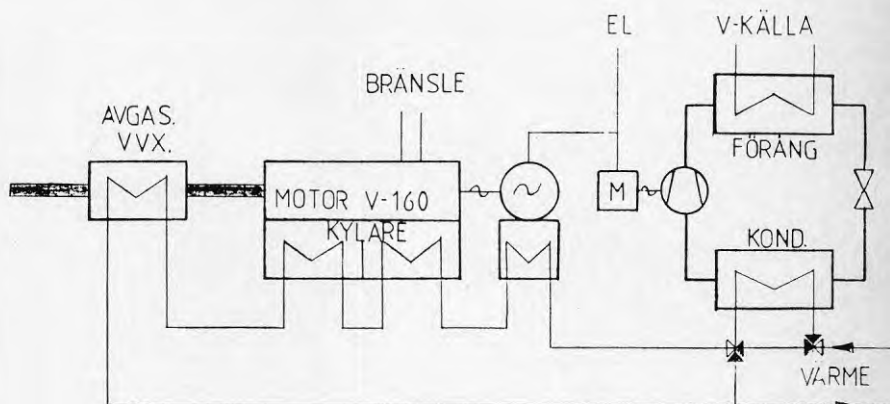 EL
V-KÄLLA
BRÄNSLE
AVGAS.
VVX.
FÖRÅNG
MOTOR V-160
M
KYLARE
KOND.
VÄRME